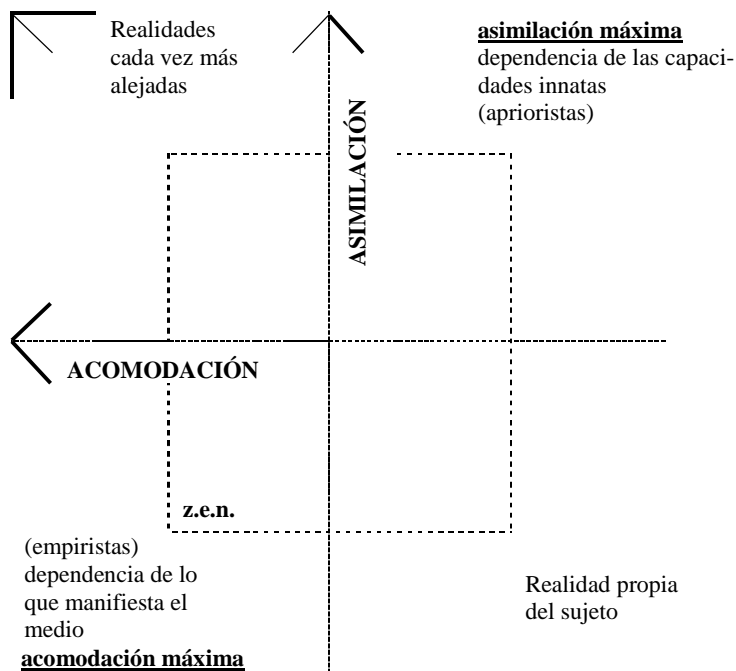 Realidades
cada vez más
alejadas
asimilación máxima
dependencia de las capaci-
dades innatas
(aprioristas)
ASIMILACIÓN
ACOMODACIÓN
z.e.n.
(empiristas)
dependencia de lo
que manifiesta el
medio
acomodación máxima
Realidad propia
del sujeto